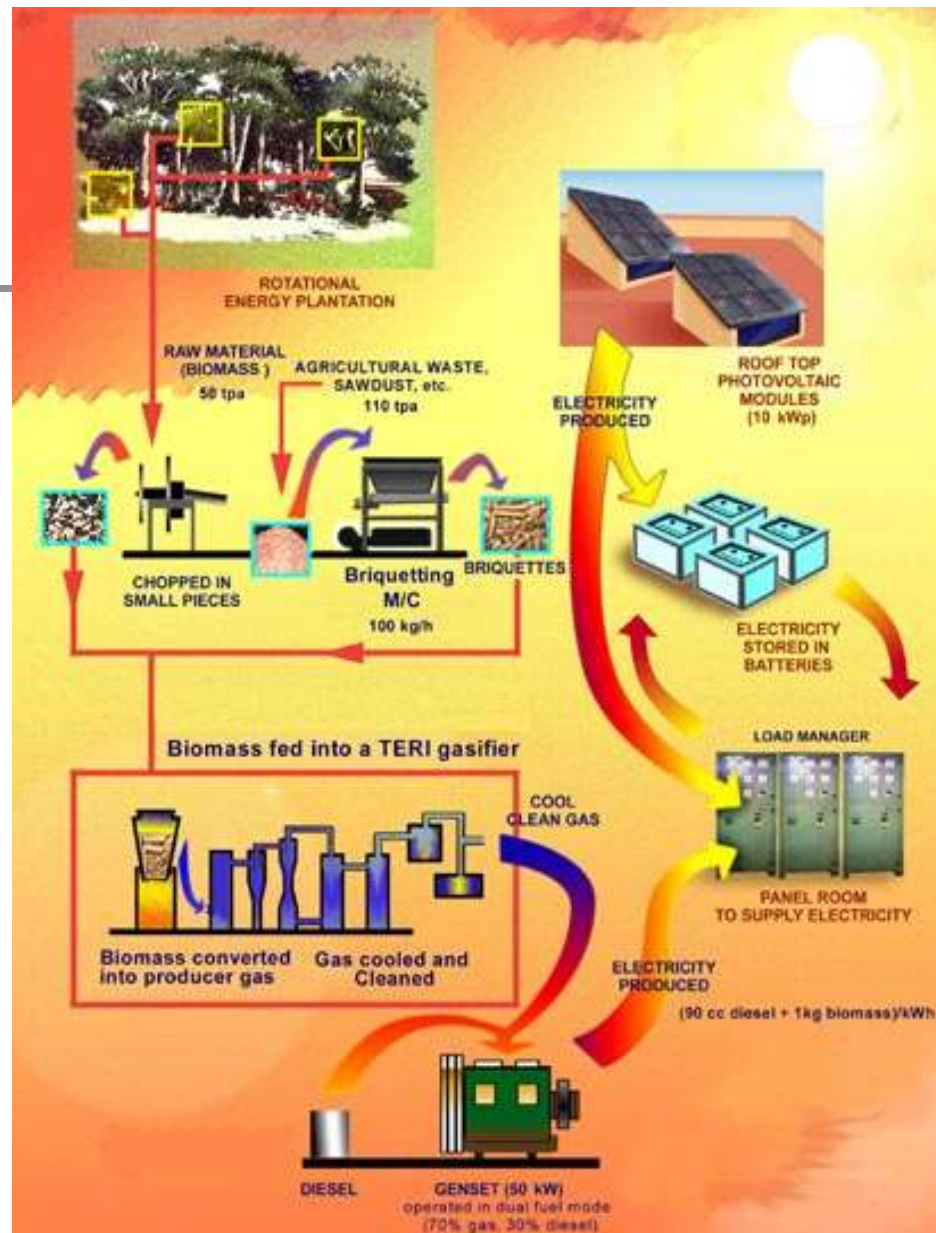 ROTATIONAL
ENERGY PLANTATION
RAW MATERIAL
(BIOMASS )
50 tpa
AGRICULTURAL WASTE,
SAWDUST, etc.
110 tpa
ROOF TOP
PHOTOVOLTAIC
MODULES
(10 kWp)
ELECTRICITY
PRODUCED
CHOPPED IN
SMALL PIECES
Briquetting
M/C
100 kg/h
BRIQUETTES
ELECTRICITY
STORED IN
BATTERIES
LOAD MANAGER
Biomass fed into a TERI gasifier
COOL
CLEAN GAS
PANEL ROOM
TO SUPPLY ELECTRICITY
Biomass converted
into producer gas
Gas cooled and
Cleaned
ELECTRICITY
PRODUCED
(90 cc diesel + 1kg biomass)/kWh
DIESEL
GENSET (50 kW)
operated in dual fuel mode
(70% gas, 30% diesel)